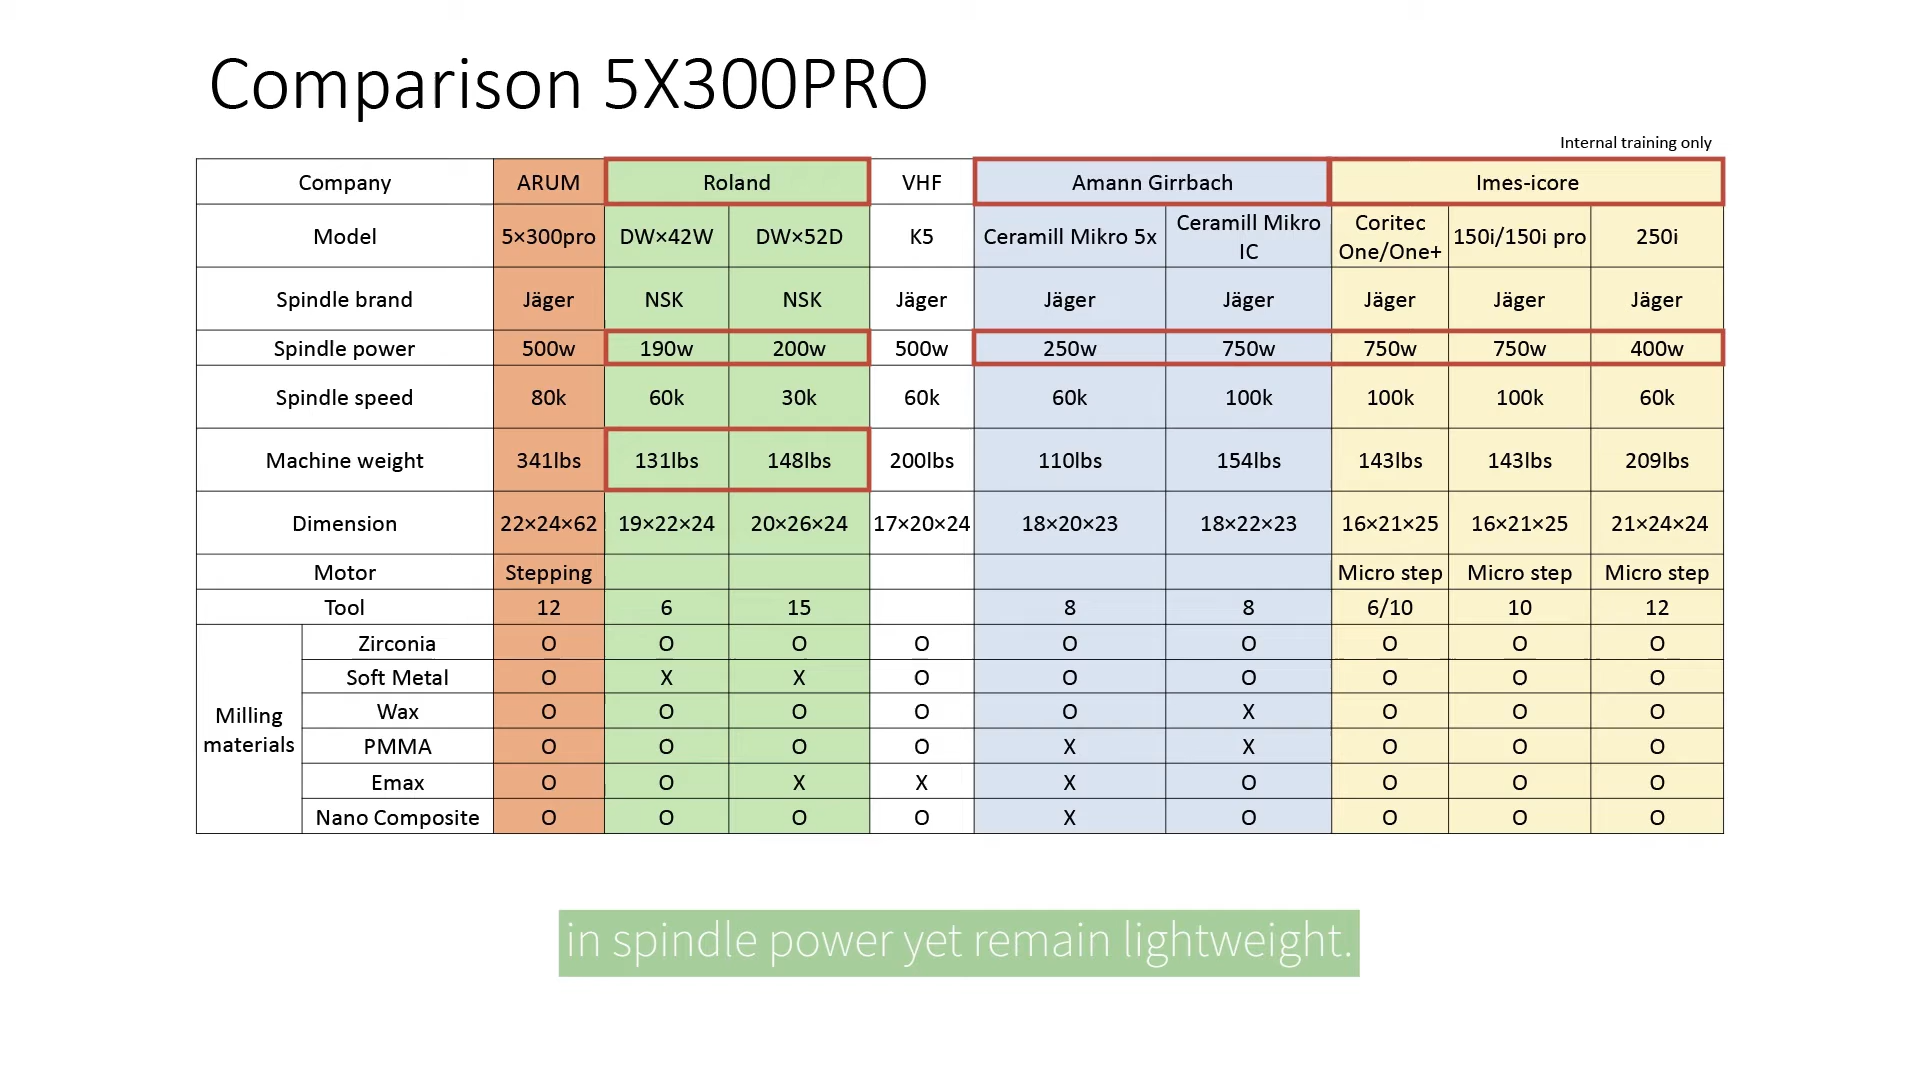 Comparison 5X300PRO
Internal training only
Company ARUM Roland VHF Amann Girrbach Imes-icore
Model 5×300pro DW×42W DW×52D K5 Ceramill Mikro 5x Ceramill Mikro IC Coritec One/One+ 150i/150i pro 250i
Spindle brand Jäger NSK NSK Jäger Jäger Jäger Jäger Jäger Jäger
Spindle power 500w 190w 200w 500w 250w 750w 750w 750w 400w
Spindle speed 80k 60k 30k 60k 60k 100k 100k 100k 60k
Machine weight 341lbs 131lbs 148lbs 200lbs 110lbs 154lbs 143lbs 143lbs 209lbs
Dimension 22×24×62 19×22×24 20×26×24 17×20×24 18×20×23 18×22×23 16×21×25 16×21×25 21×24×24
Motor Stepping Micro step Micro step Micro step
Tool 12 6 15 8 8 6/10 10 12
Milling materials
Zirconia O O O O O O O O O
Soft Metal O X X O O O O O O
Wax O O O O O X O O O
PMMA O O O O X X O O O
Emax O O X X X O O O O
Nano Composite O O O O X O O O O
in spindle power yet remain lightweight.